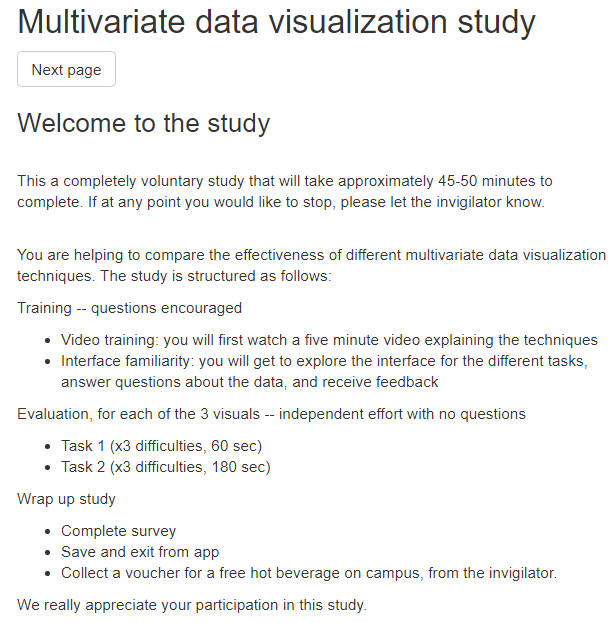 Multivariate data visualization study
Next page
Welcome to the study
This a completely voluntary study that will take approximately 45-50 minutes to
complete. If at any point you would like to stop, please let the invigilator know.
You are helping to compare the effectiveness of different multivariate data visualization
techniques. The study is structured as follows:
Training -- questions encouraged
• Video training: you will first watch a five minute video explaining the techniques
• Interface familiarity: you will get to explore the interface for the different tasks,
answer questions about the data, and receive feedback
Evaluation, for each of the 3 visuals -- independent effort with no questions
• Task 1 (x3 difficulties, 60 sec)
• Task 2 (x3 difficulties, 180 sec)
Wrap up study
• Complete survey
• Save and exit from app
• Collect a voucher for a free hot beverage on campus, from the invigilator.
We really appreciate your participation in this study.